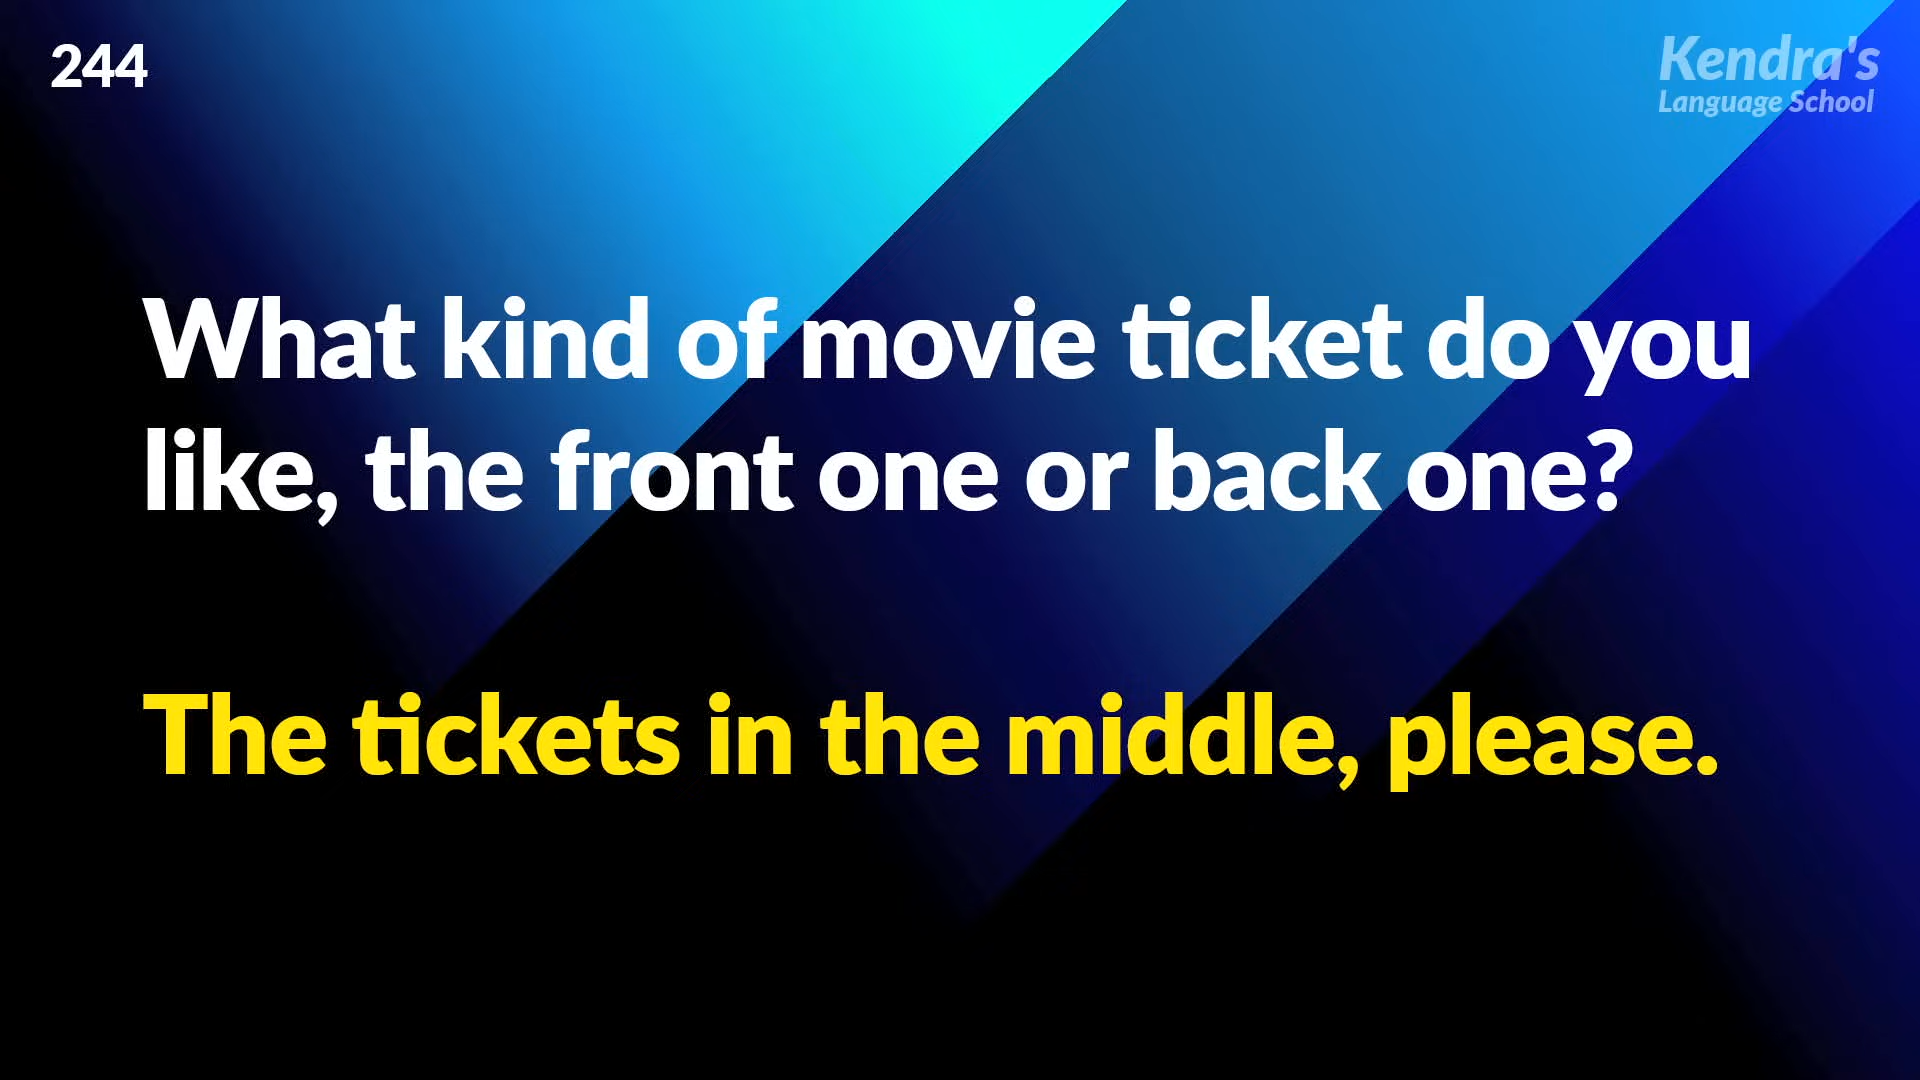 244
Kendra's
Language School
What kind of movie ticket do you
like, the front one or back one?
The tickets in the middle, please.